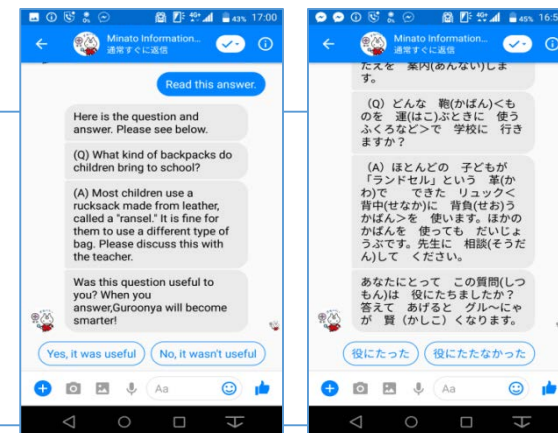 43% 17:00
Minato Information...
通常すぐに返信
Read this answer.
Here is the question and
answer. Please see below.
(Q) What kind of backpacks do
children bring to school?
(A) Most children use a
rucksack made from leather,
called a "ransel." It is fine for
them to use a different type of
bag. Please discuss this with
the teacher.
Was this question useful to
you? When you
answer,Guroonya will become
smarter!
Yes, it was useful
No, it wasn't useful
Aa
45% 16:5
Minato Information...
通常すぐに返信
たえを 案内(あんない)しま
す。
(Q) どんな 鞄(かばん)<も
のを 運(はこ)ぶときに 使う
ふくろなど>で 学校に 行き
ますか?
(A) ほとんどの 子どもが
「ランドセル」という 革(か
わ)で できた リュック<
背中(せなか)に 背負(せお)う
かばん>を 使います。ほかの
かばんを 使っても だいじょ
うぶです。先生に 相談(そうだ
ん)して ください。
あなたにとって この質問(しつ
もん)は 役にたちましたか?
答えて あげると グル〜にゃ
が 賢(かしこ)くなります。
役にたった
役にたたなかった
Aa